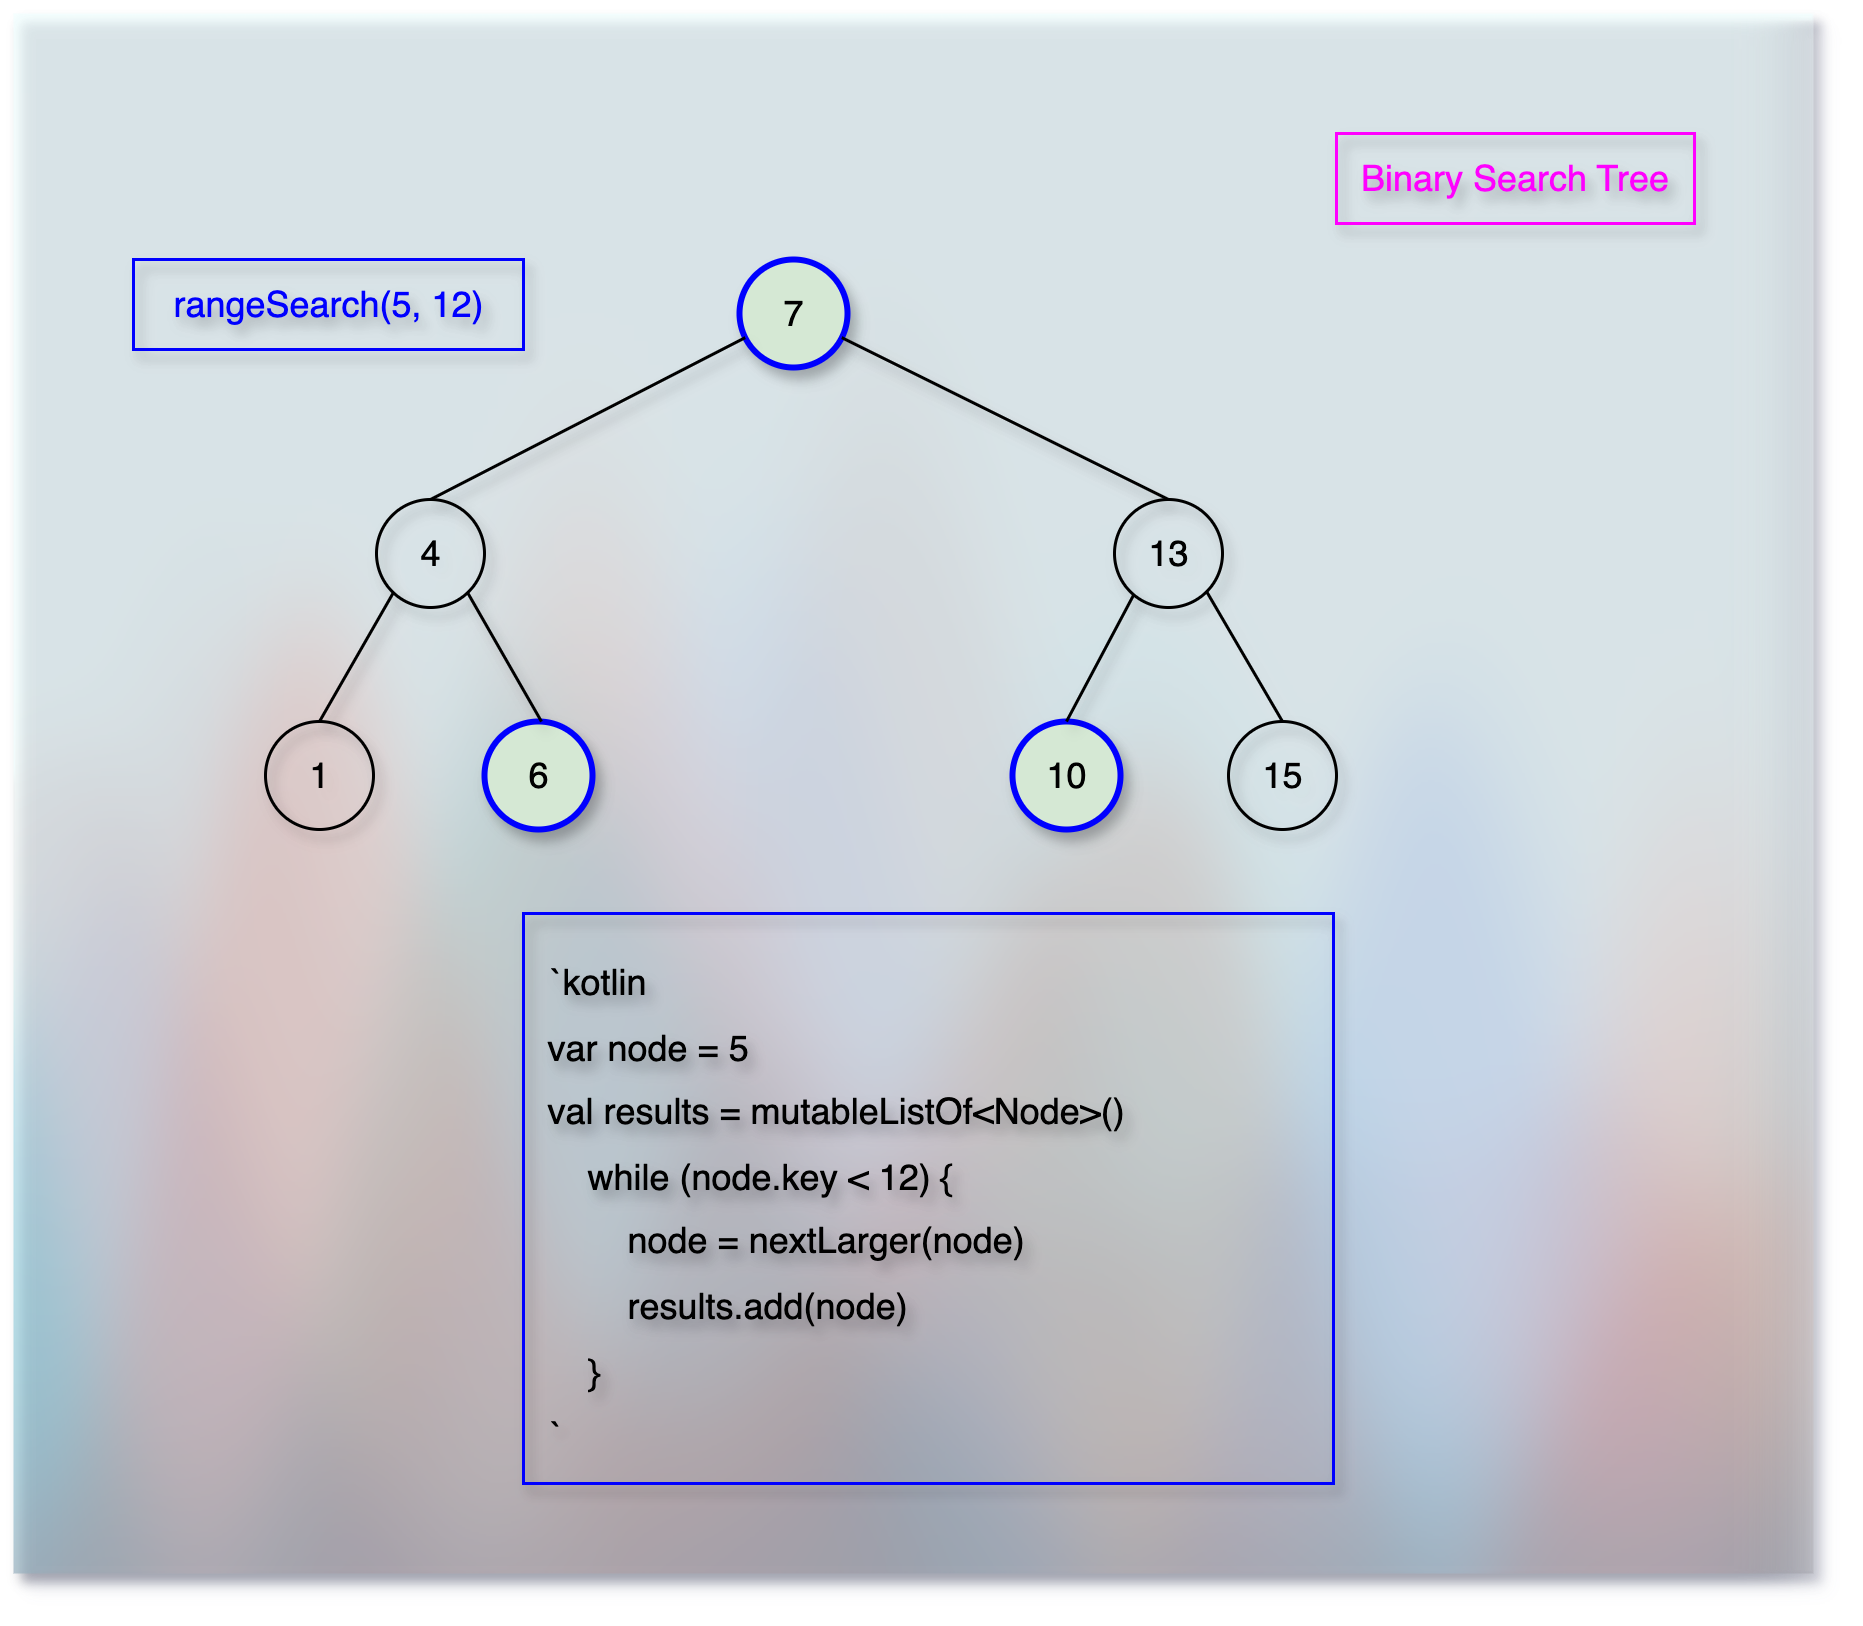 Binary Search Tree
rangeSearch(5, 12)
7
4
13
1
6
10
15
`kotlin
var node = 5
val results = mutableListOf<Node>()
while (node.key < 12) {
node = nextLarger(node)
results.add(node)
}
`